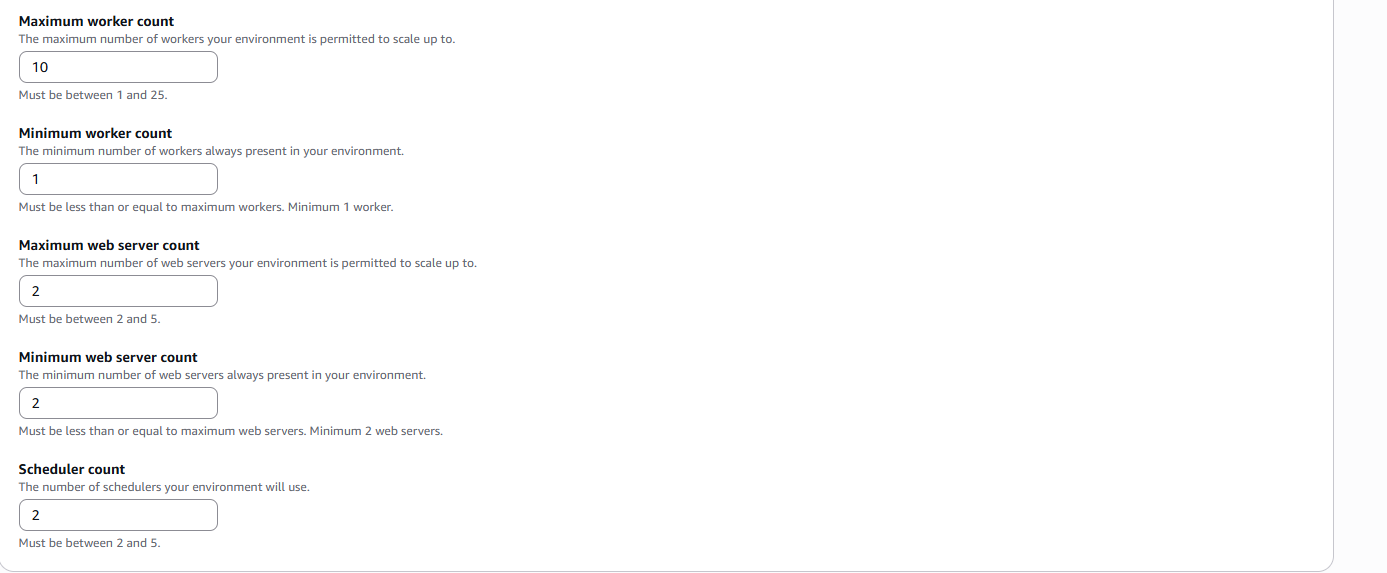 Maximum worker count
The maximum number of workers your environment is permitted to scale up to.
10
Must be between 1 and 25.
Minimum worker count
The minimum number of workers always present in your environment.
1
Must be less than or equal to maximum workers. Minimum 1 worker.
Maximum web server count
The maximum number of web servers your environment is permitted to scale up to.
2
Must be between 2 and 5.
Minimum web server count
The minimum number of web servers always present in your environment.
2
Must be less than or equal to maximum web servers. Minimum 2 web servers.
Scheduler count
The number of schedulers your environment will use.
2
Must be between 2 and 5.